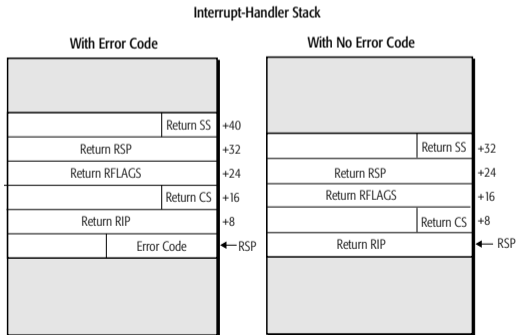 Interrupt-Handler Stack
With Error Code
With No Error Code
Return SS +40
Return RSP +32
Return RFLAGS +24
Return CS +16
Return RIP +8
Error Code RSP
Return SS +32
Return RSP +24
Return RFLAGS +16
Return CS +8
Return RIP RSP